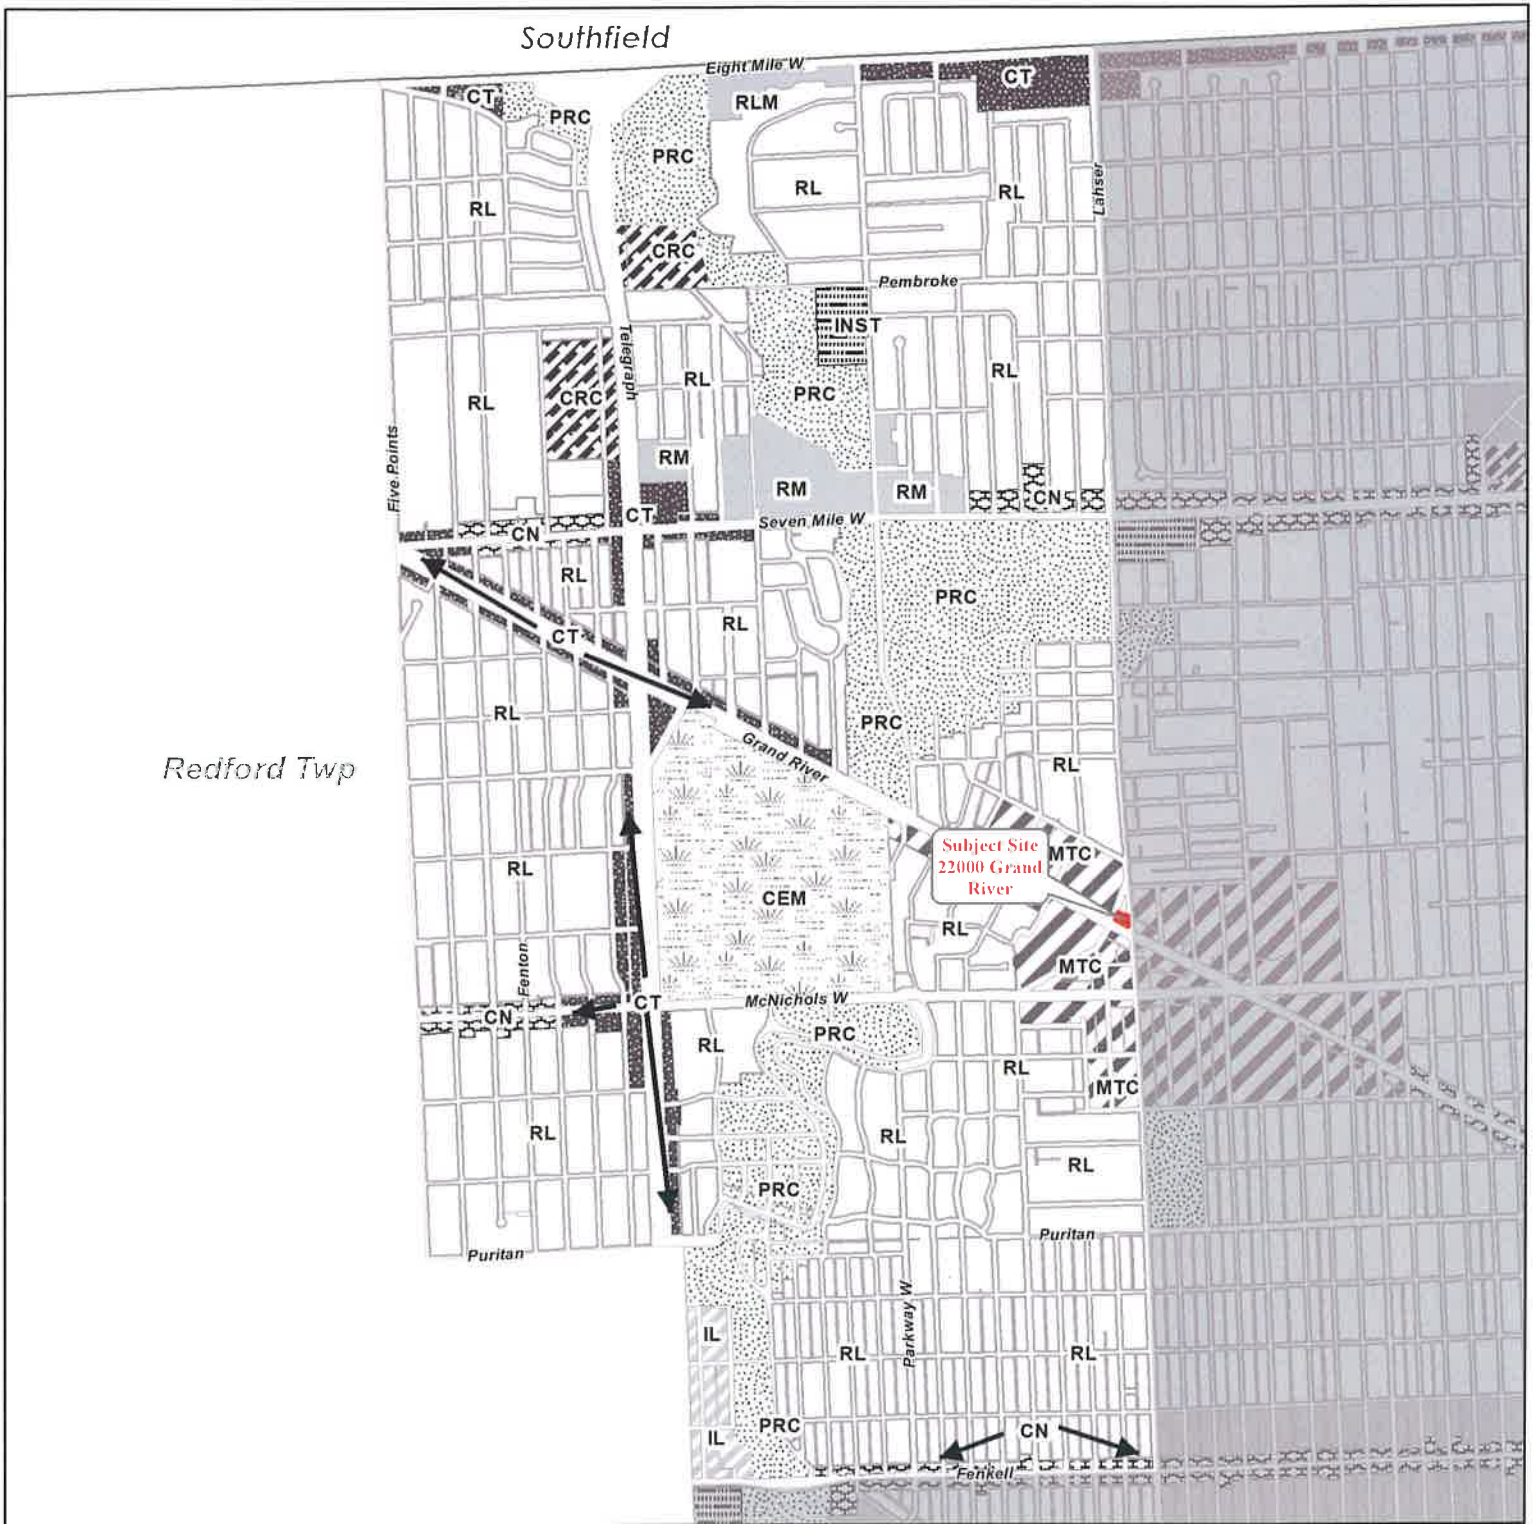 Southfield
Eight Mile W
CT
CT
RLM
PRC
PRC
RL
RL
RL
Lahser
CRC
Pembroke
INST
Telegraph
RL
RL
CRC
PRC
RL
Five Points
RM
RM
RM
CN
CT
Seven Mile W
CN
RL
PRC
CT
RL
RL
PRC
Grand River
Redford Twp
RL
Subject Site
22000 Grand
River
MTC
RL
CEM
RL
Fenton
MTC
CT
McNichols W
CN
PRC
RL
RL
MTC
RL
RL
RL
PRC
Puritan
Puritan
IL
Parkway W
RL
RL
PRC
CN
IL
Fenkell